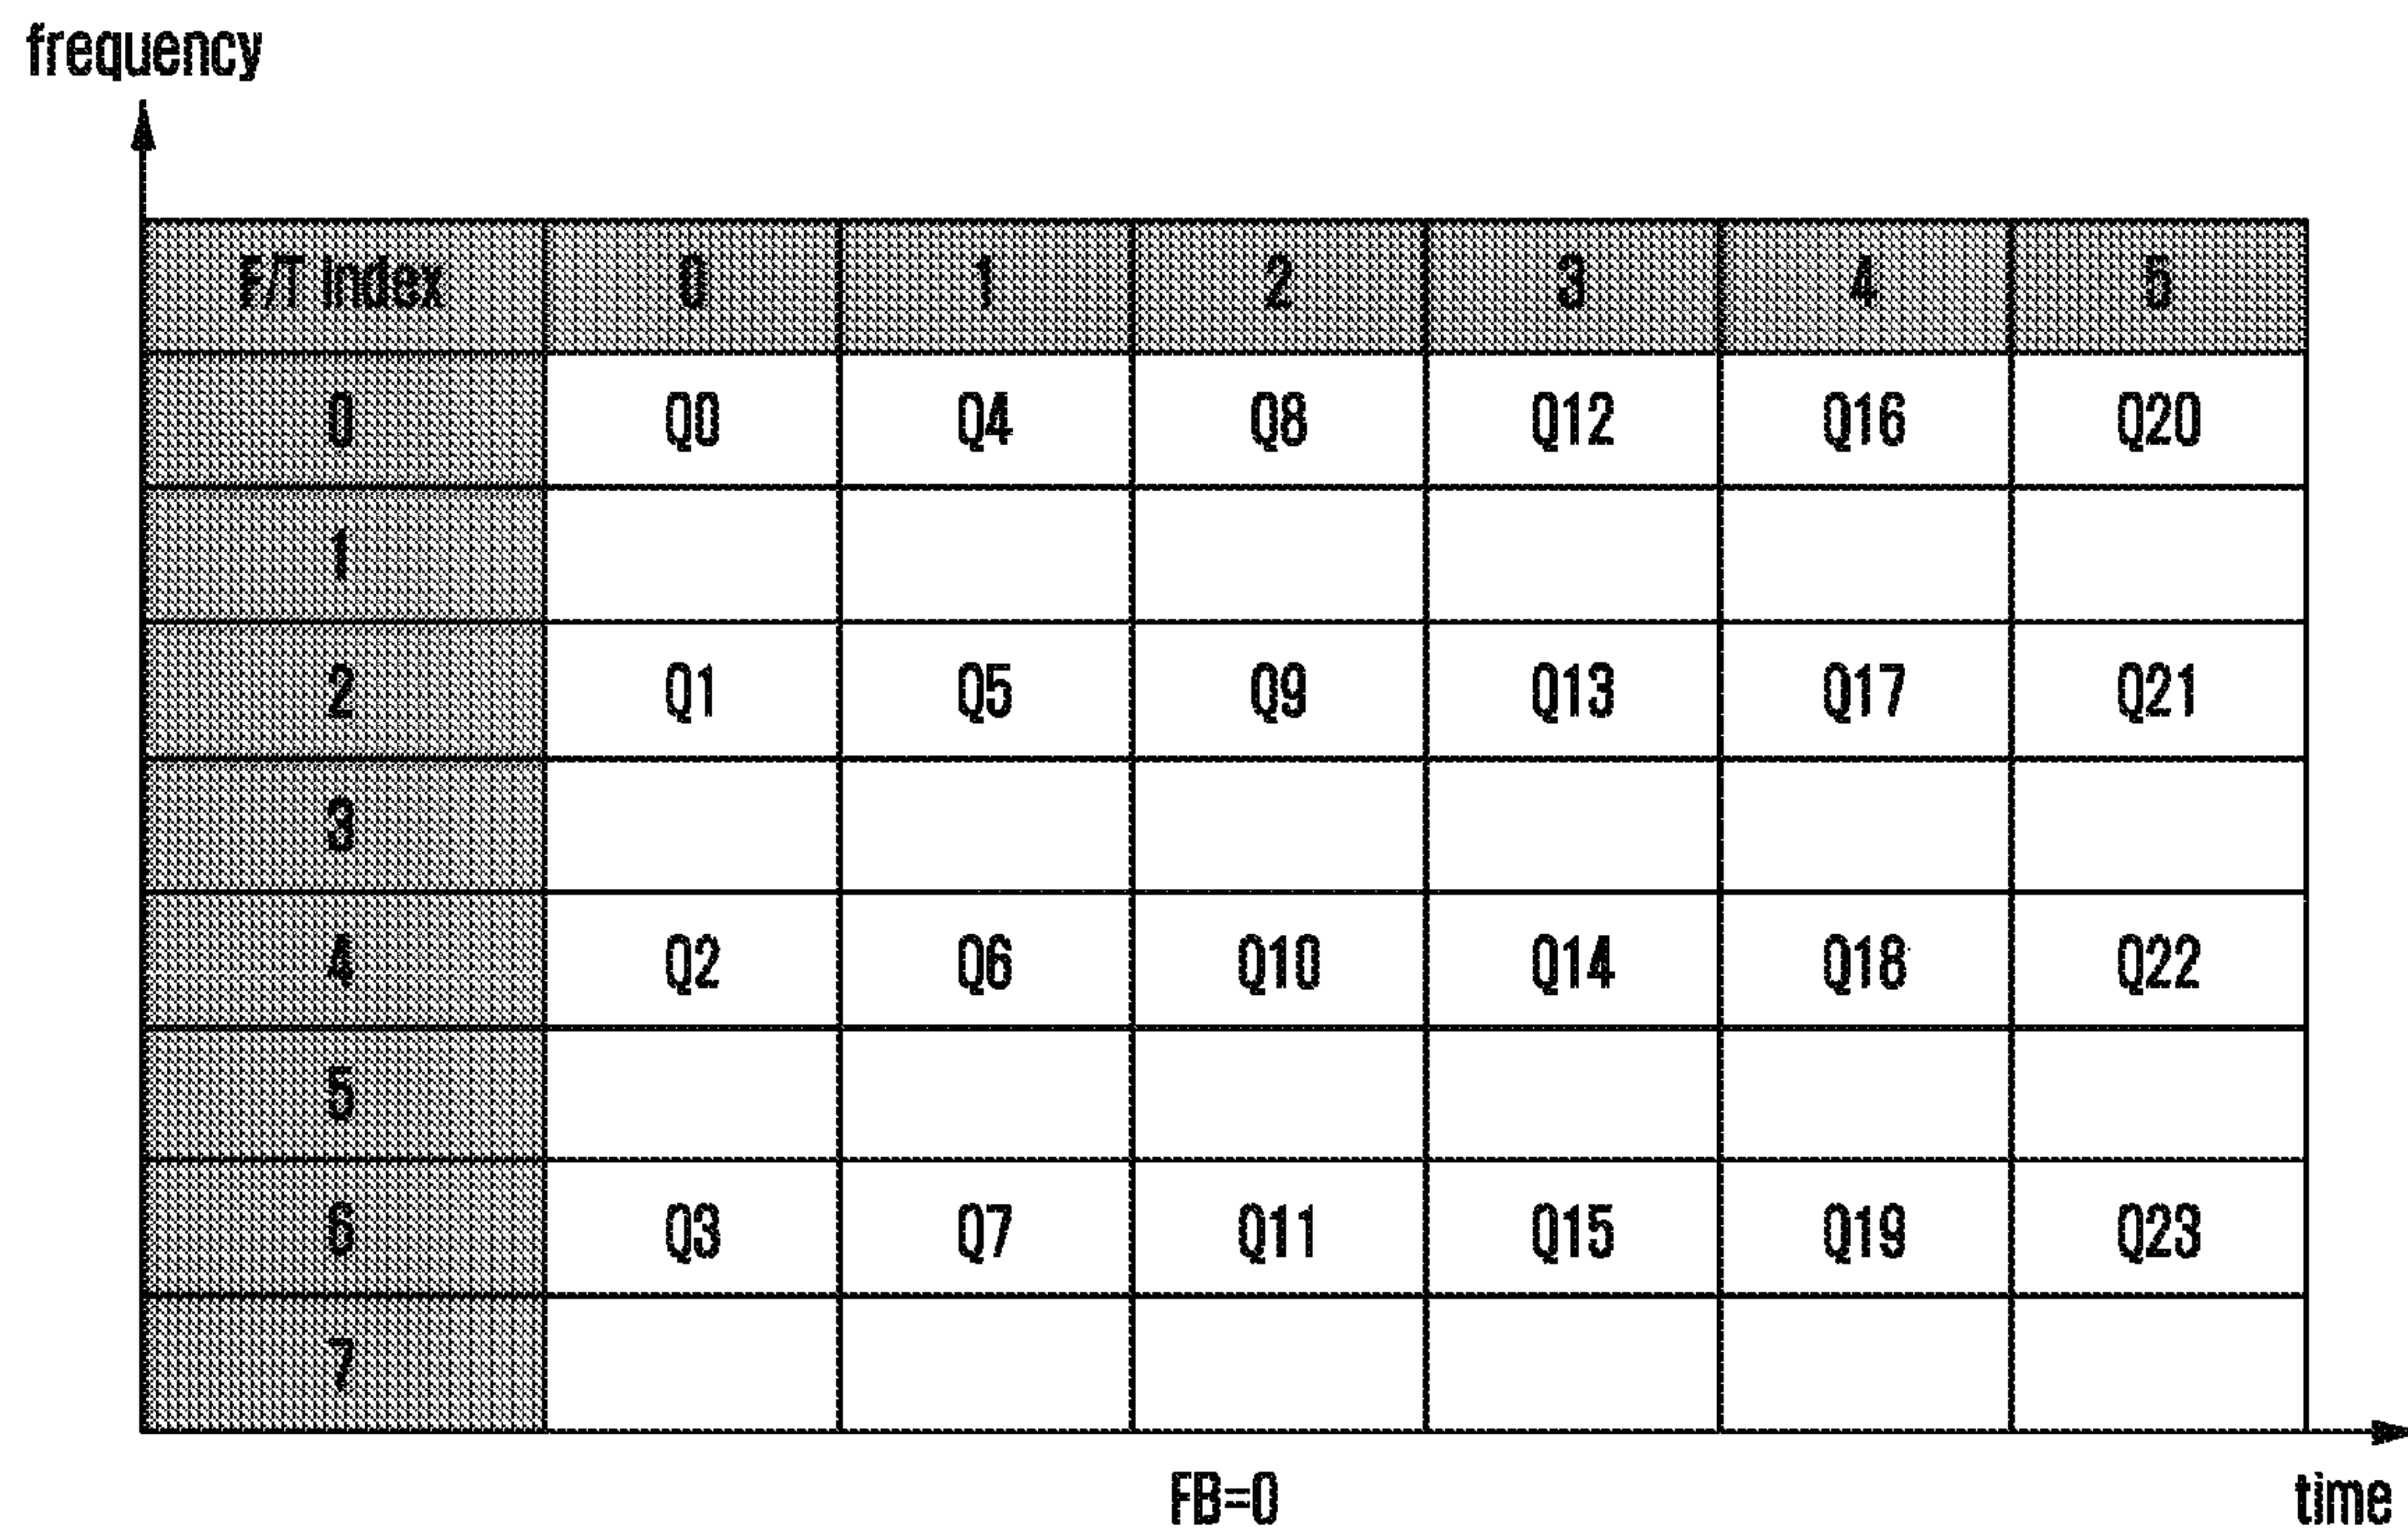 frequency
F/T Index 0 1 2 3 4 5
0 Q0 Q4 Q8 Q12 Q16 Q20
1
2 Q1 Q5 Q9 Q13 Q17 Q21
3
4 Q2 Q6 Q10 Q14 Q18 Q22
5
6 Q3 Q7 Q11 Q15 Q19 Q23
7
FB=0
time